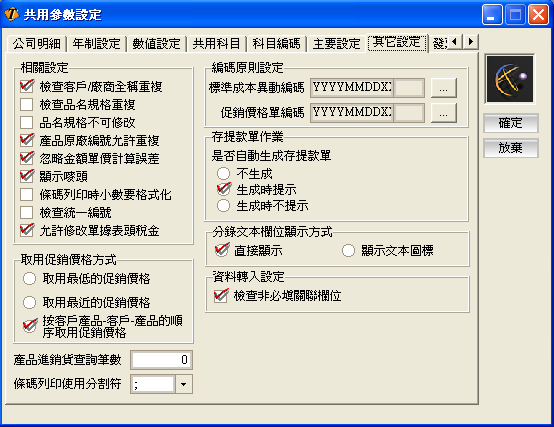 共用參數設定
公司明細
年制設定
數值設定
共用科目
科目編碼
主要設定
其它設定
相關設定
檢查客戶/廠商全稱重複
檢查品名規格重複
品名規格不可修改
產品原廠編號允許重複
忽略金額單價計算誤差
顯示嘜頭
條碼列印時小數要格式化
檢查統一編號
允許修改單據表頭稅金
取用促銷價格方式
取用最低的促銷價格
取用最近的促銷價格
按客戶產品-客戶-產品的順
序取用促銷價格
產品進銷貨查詢筆數
0
條碼列印使用分割符
;
編碼原則設定
標準成本異動編碼
YYYYMMDDX
...
促銷價格單編碼
YYYYMMDDX
...
存提款單作業
是否自動生成存提款單
不生成
生成時提示
生成時不提示
分錄文本欄位顯示方式
直接顯示
顯示文本圖標
資料轉入設定
檢查非必填關聯欄位
確定
放棄